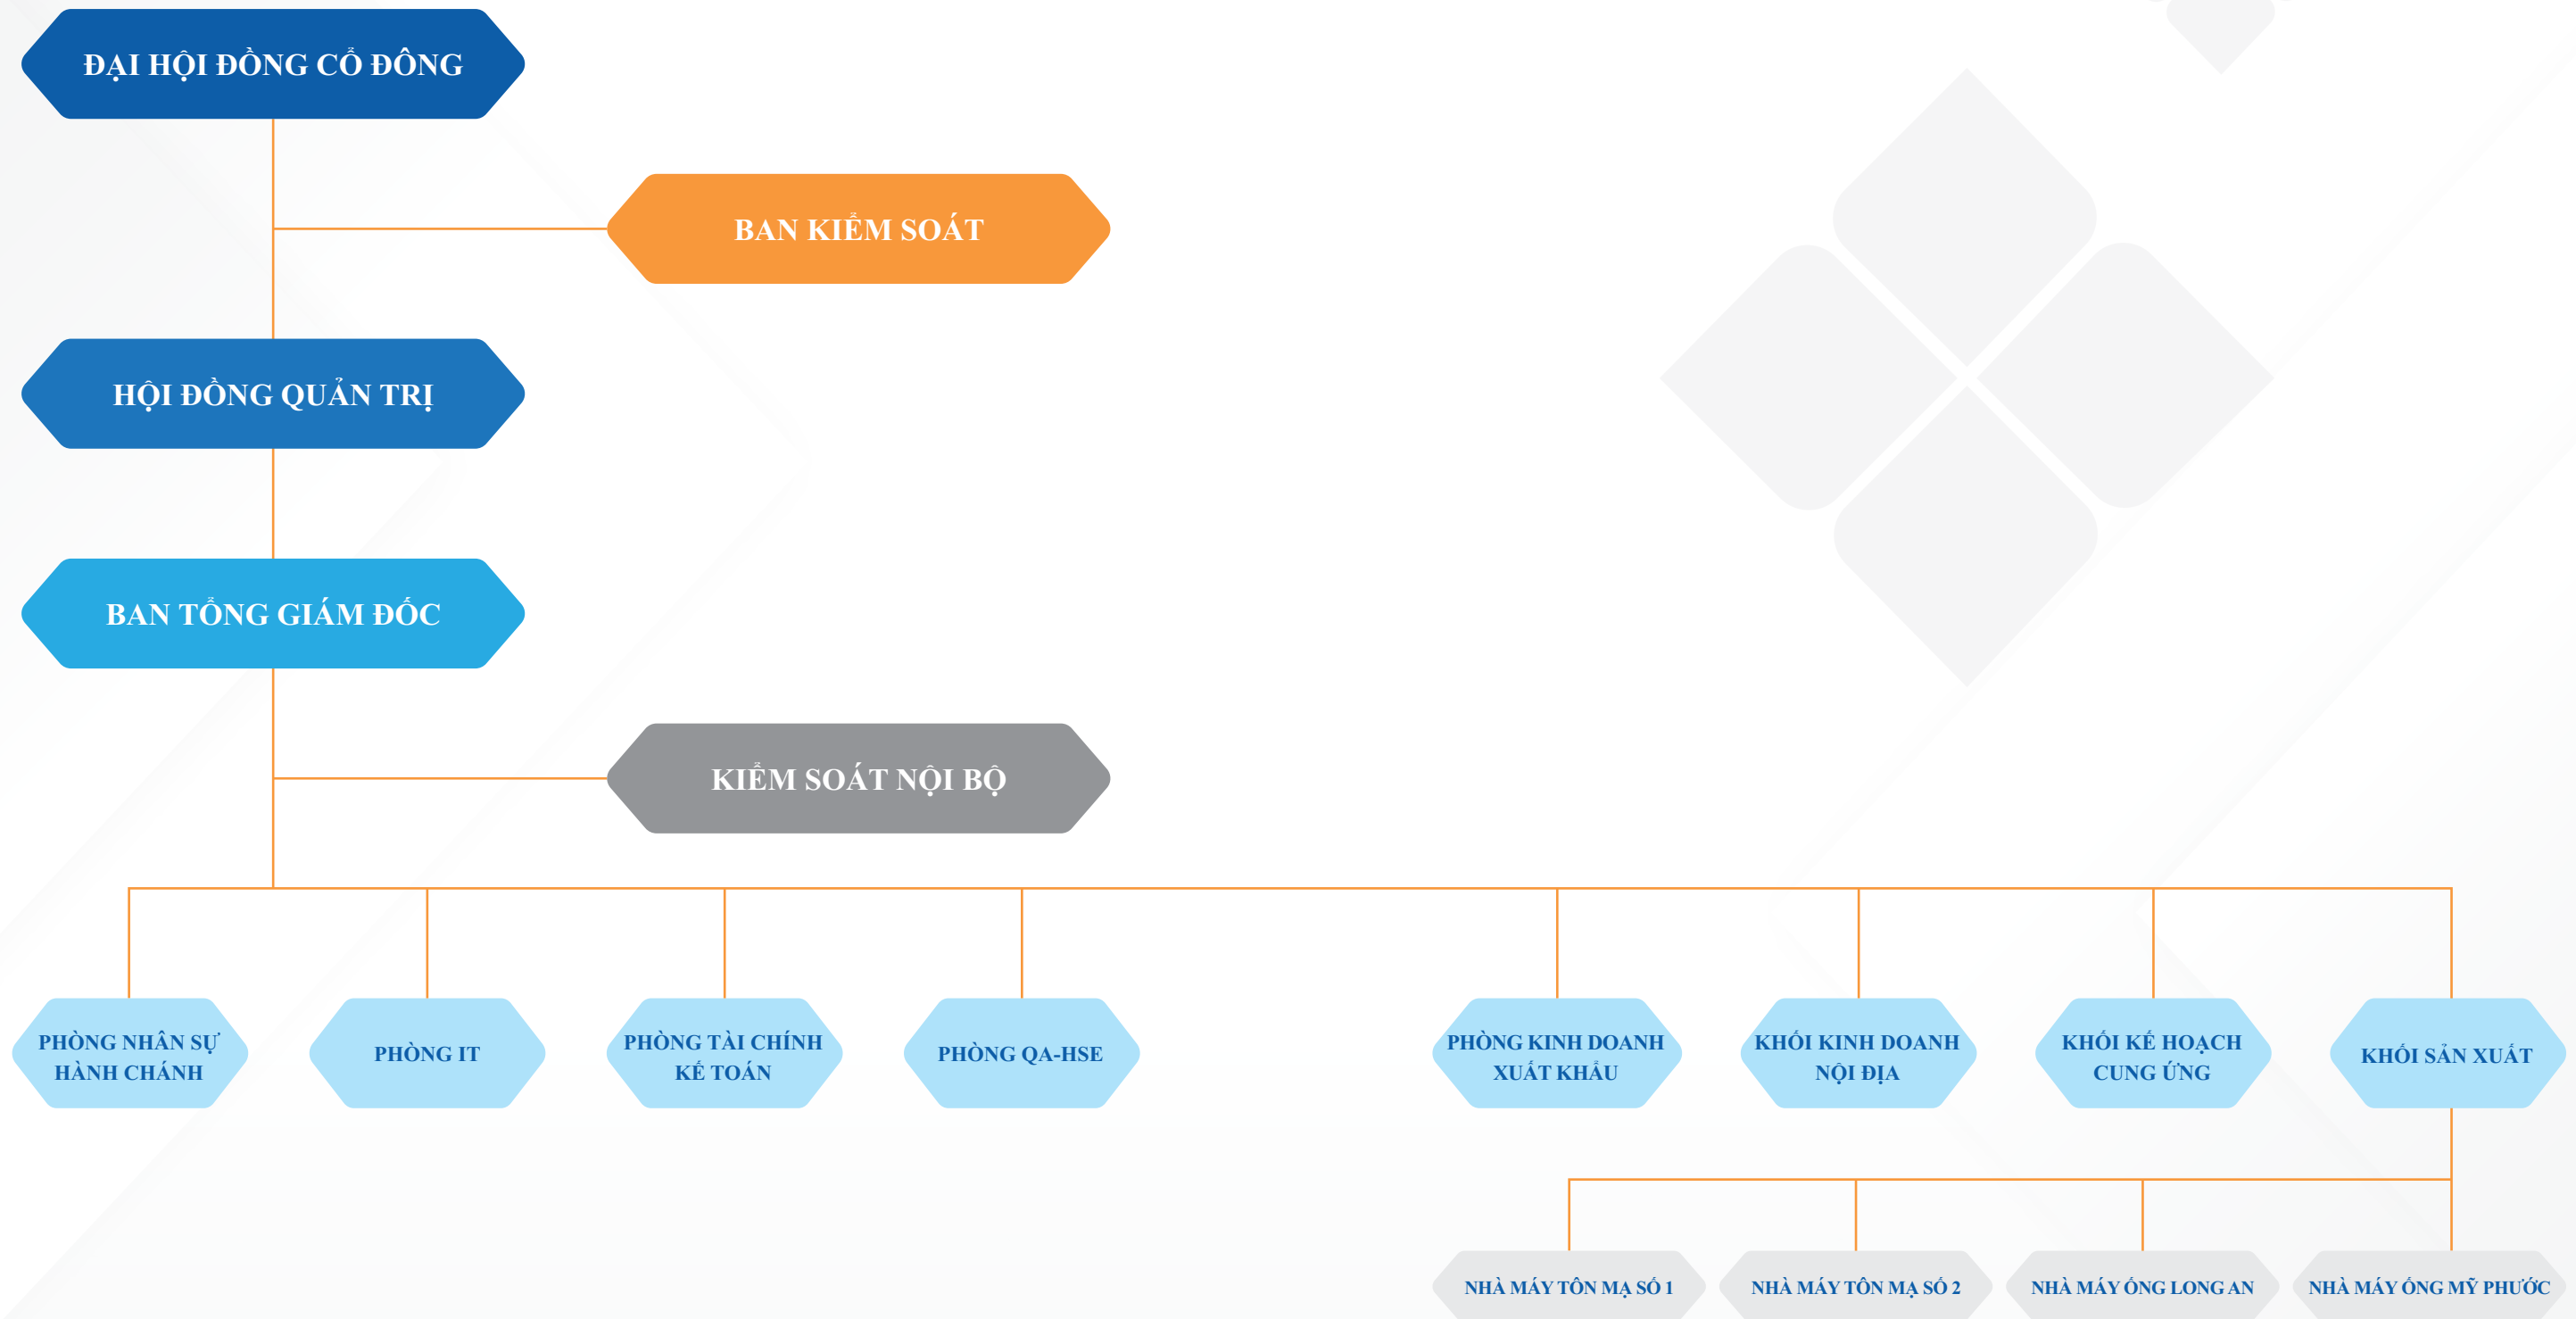 ĐẠI HỘI ĐỒNG CỔ ĐÔNG
BAN KIỂM SOÁT
HỘI ĐỒNG QUẢN TRỊ
BAN TỔNG GIÁM ĐỐC
KIỂM SOÁT NỘI BỘ
PHÒNG NHÂN SỰ
HÀNH CHÁNH
PHÒNG IT
PHÒNG TÀI CHÍNH
KẾ TOÁN
PHÒNG QA-HSE
PHÒNG KINH DOANH
XUẤT KHẨU
KHỐI KINH DOANH
NỘI ĐỊA
KHỐI KẾ HOẠCH
CUNG ỨNG
KHỐI SẢN XUẤT
NHÀ MÁY TÔN MẠ SỐ 1
NHÀ MÁY TÔN MẠ SỐ 2
NHÀ MÁY ỐNG LONG AN
NHÀ MÁY ỐNG MỸ PHƯỚC